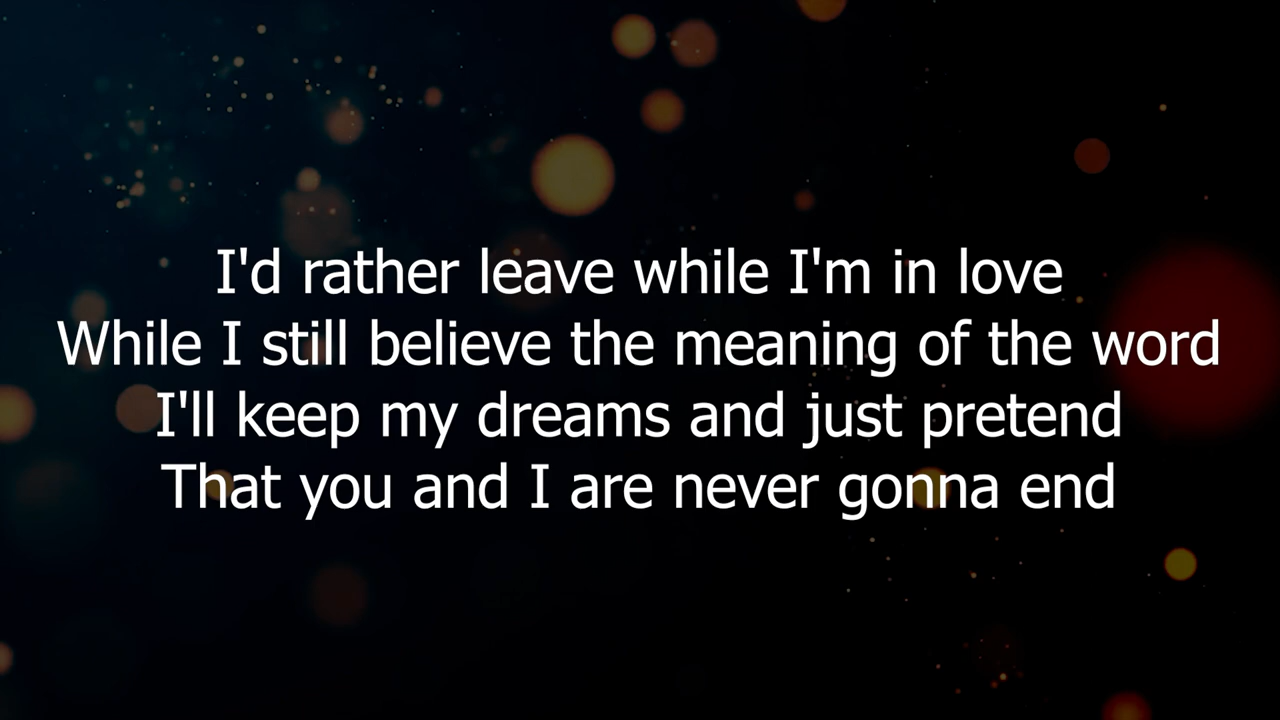 I'd rather leave while I'm in love
While I still believe the meaning of the word
I'll keep my dreams and just pretend
That you and I are never gonna end